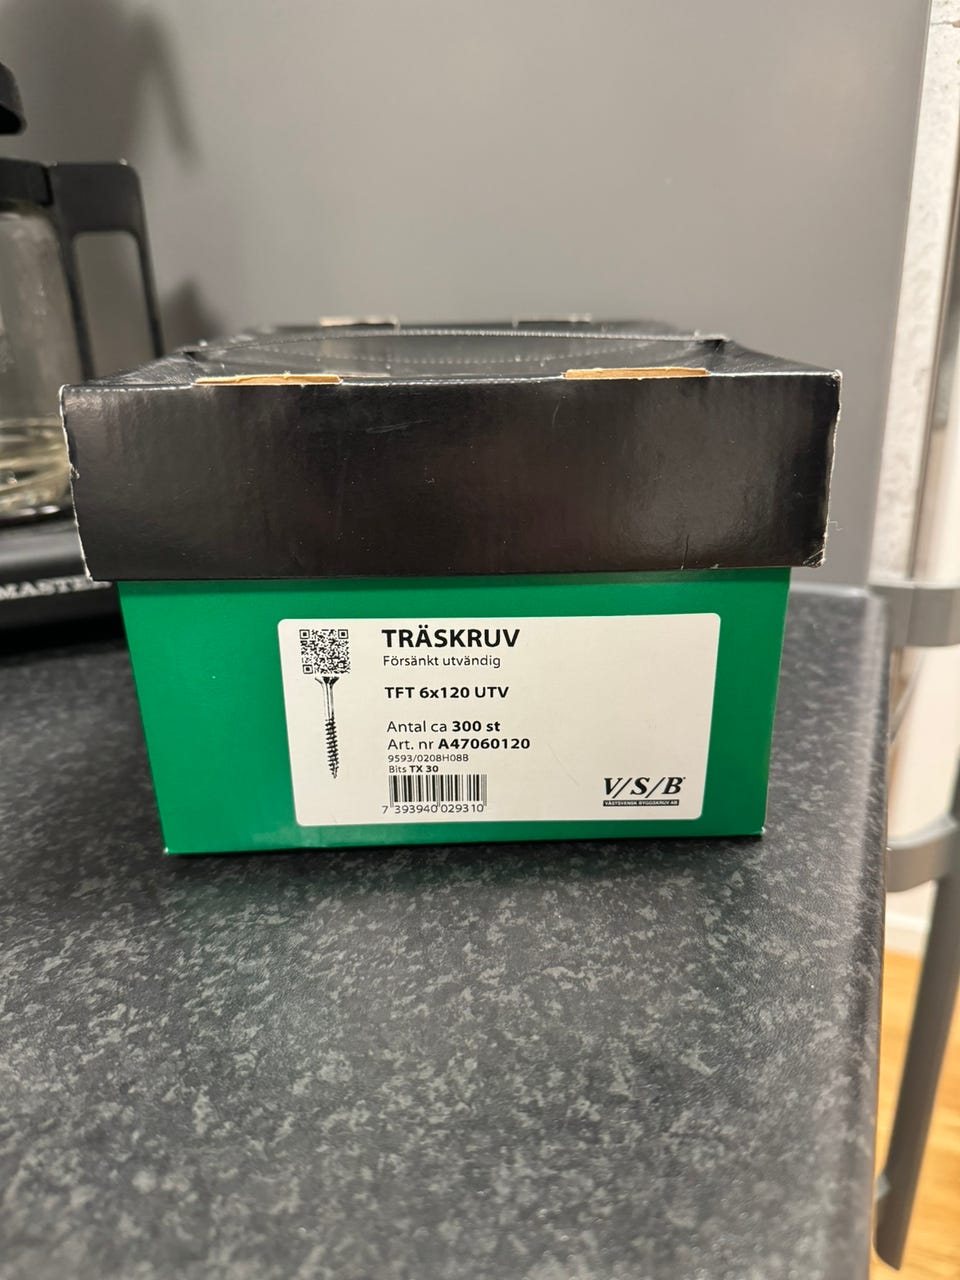 TRÄSKRUV
Försänkt utvändig
TFT 6x120 UTV
Antal ca 300 st
Art. nr A47060120
9593/0208H08B
Bits TX 30
7 393940 029310
V/S/B
VÄSTSVENSK BYGGSKRUV AB
MASTER